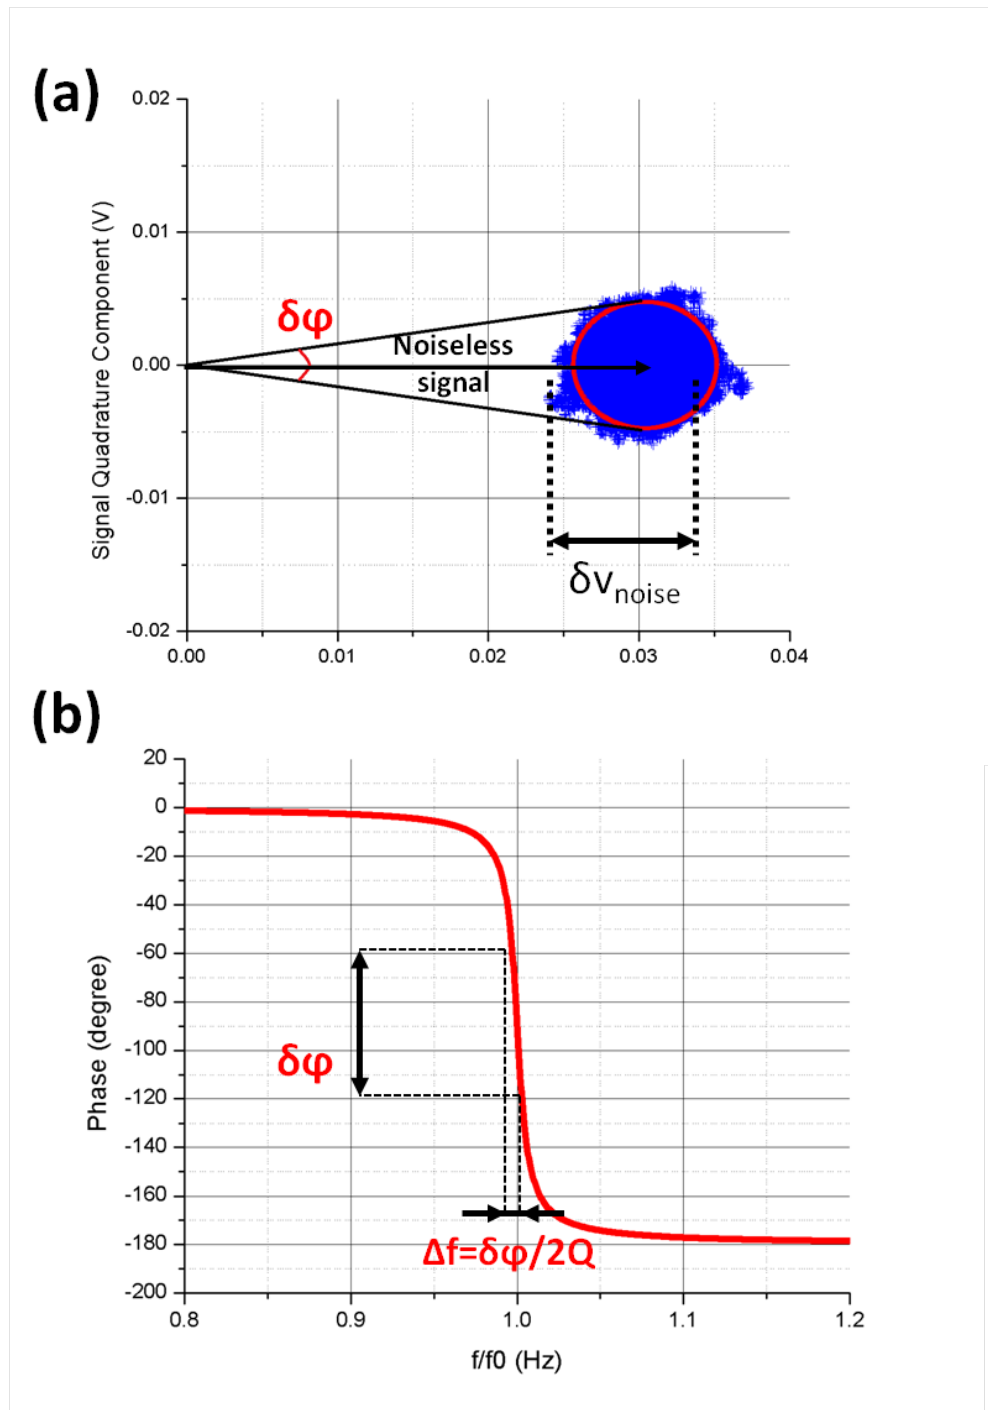 (a)
0.02
0.01
0.00
-0.01
-0.02
Signal Quadrature Component (V)
δφ
Noiseless
signal
δv_noise
0.00 0.01 0.02 0.03 0.04
(b)
20
0
-20
-40
-60
-80
-100
-120
-140
-160
-180
-200
Phase (degree)
δφ
Δf=δφ/2Q
0.8 0.9 1.0 1.1 1.2
f/f0 (Hz)